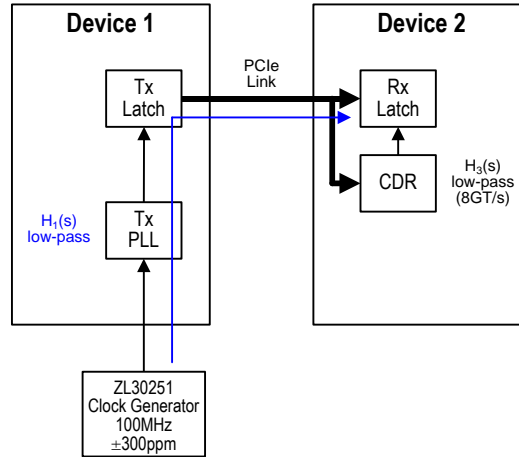 Device 1
Device 2
PCIe
Link
Tx
Latch
Rx
Latch
CDR
H₃(s)
low-pass
(8GT/s)
H₁(s)
low-pass
Tx
PLL
ZL30251
Clock Generator
100MHz
±300ppm